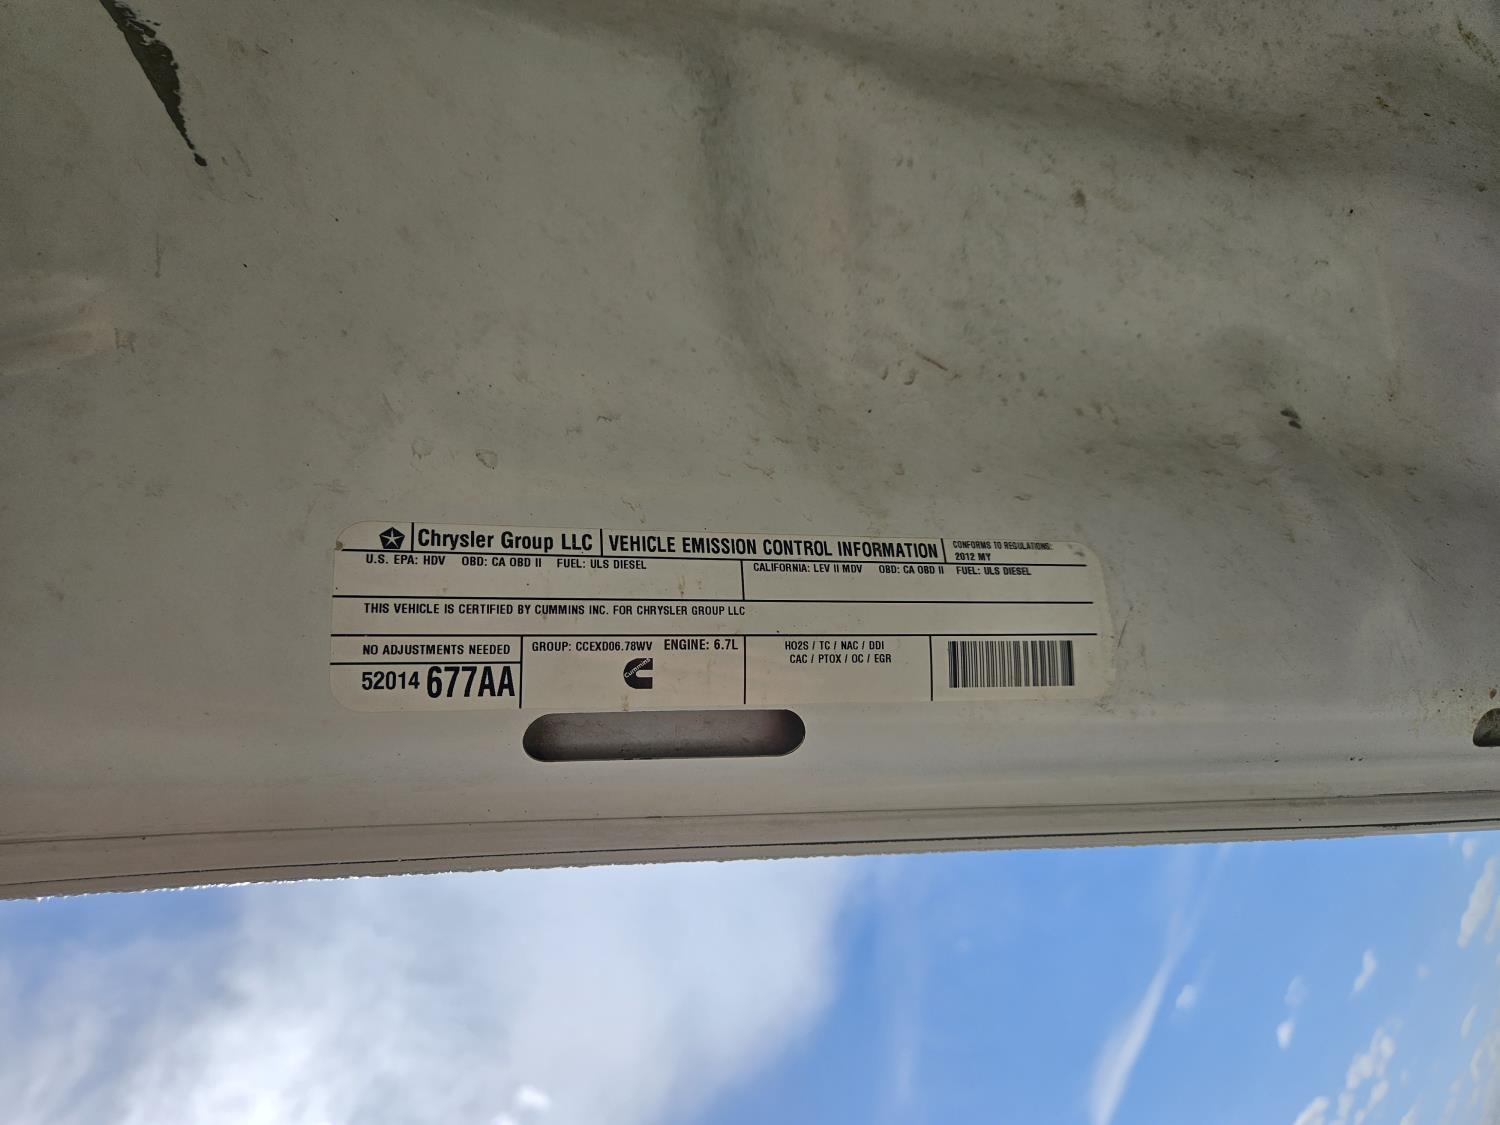 Chrysler Group LLC VEHICLE EMISSION CONTROL INFORMATION CONFORMS TO REGULATIONS:
2012 MY
U.S. EPA: HDV OBD: CA OBD II FUEL: ULS DIESEL CALIFORNIA: LEV II MDV OBD: CA OBD II FUEL: ULS DIESEL
THIS VEHICLE IS CERTIFIED BY CUMMINS INC. FOR CHRYSLER GROUP LLC
NO ADJUSTMENTS NEEDED
52014 677AA
GROUP: CCEXD06.78WV ENGINE: 6.7L
Cummins
HO2S / TC / NAC / DDI
CAC / PTOX / OC / EGR